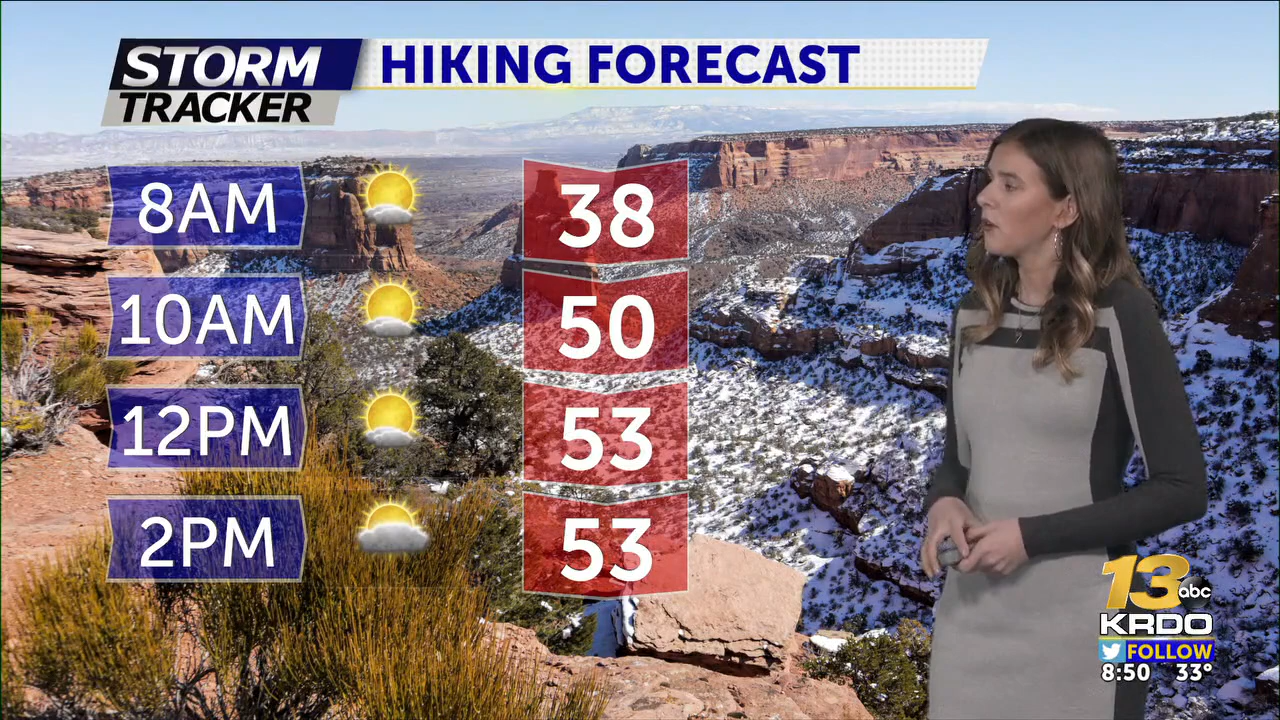 STORM
TRACKER
HIKING FORECAST
8AM
38
10AM
50
12PM
53
2PM
53
13abc
KRDO
FOLLOW
8:50 33°